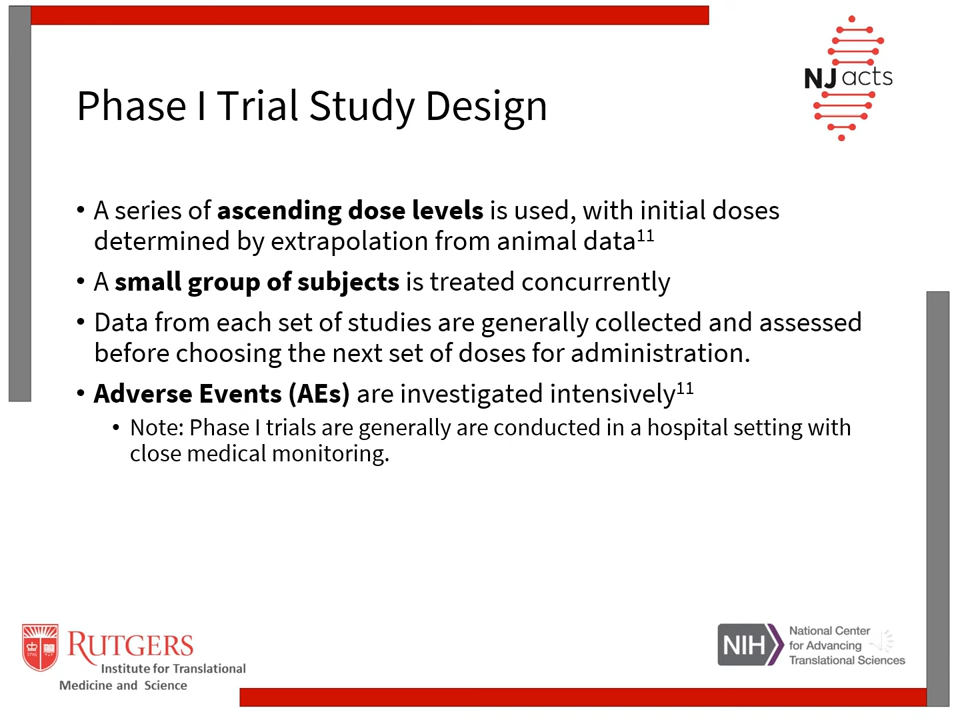 NJ acts
Phase I Trial Study Design
• A series of ascending dose levels is used, with initial doses
determined by extrapolation from animal data11
• A small group of subjects is treated concurrently
• Data from each set of studies are generally collected and assessed
before choosing the next set of doses for administration.
• Adverse Events (AEs) are investigated intensively11
• Note: Phase I trials are generally are conducted in a hospital setting with
close medical monitoring.
RUTGERS
Institute for Translational
Medicine and Science
NIH
National Center
for Advancing
Translational Sciences